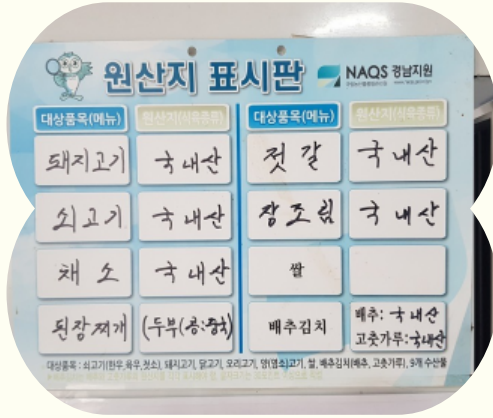 원산지 표시판
NAQS 경남지원
대상품목(메뉴) 원산지(식육종류) 대상품목(메뉴) 원산지(식육종류)
돼지고기 국내산 젓갈 국내산
쇠고기 국내산 장조림 국내산
채소 국내산 쌀
된장찌개 (두부(콩:중국) 배추김치 배추: 국내산
고춧가루:국내산
대상품목 : 쇠고기(한우,육우,젖소), 돼지고기, 닭고기, 오리고기, 양(염소)고기, 쌀, 배추김치(배추, 고춧가루), 9개 수산물